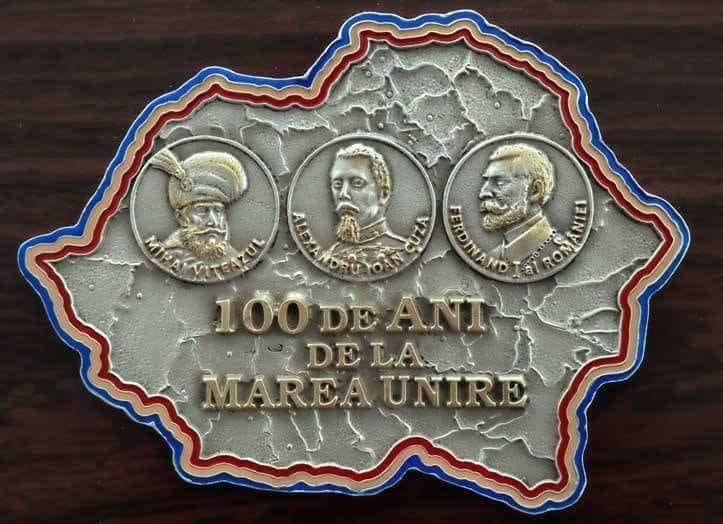 MIHAI VITEAZUL
ALEXANDRU IOAN CUZA
FERDINAND I al ROMÂNIEI
100 DE ANI
DE LA
MAREA UNIRE